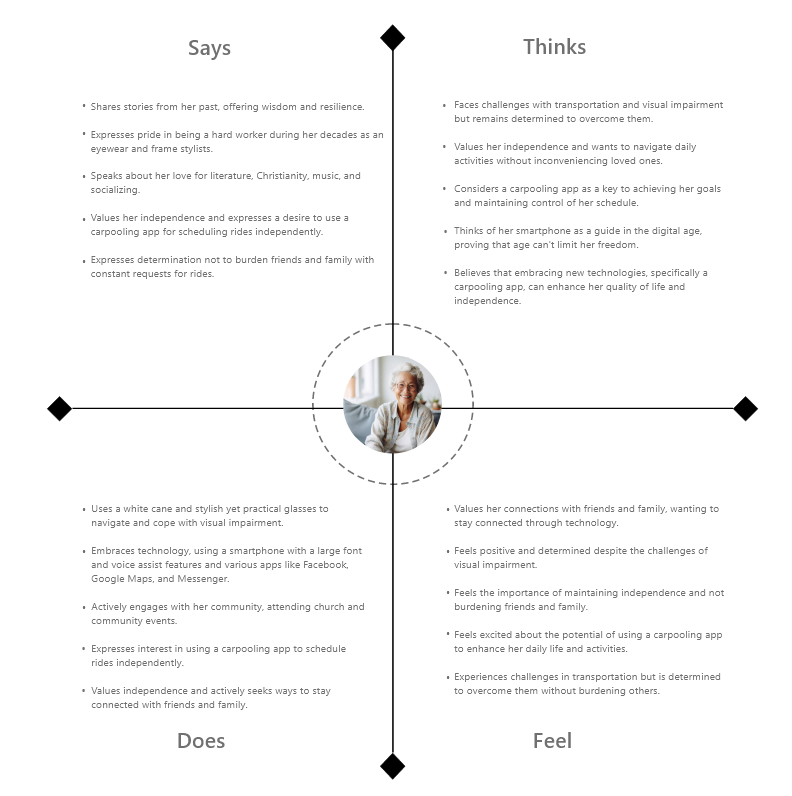 Says
• Shares stories from her past, offering wisdom and resilience.
• Expresses pride in being a hard worker during her decades as an
eyewear and frame stylists.
• Speaks about her love for literature, Christianity, music, and
socializing.
• Values her independence and expresses a desire to use a
carpooling app for scheduling rides independently.
• Expresses determination not to burden friends and family with
constant requests for rides.
Thinks
• Faces challenges with transportation and visual impairment
but remains determined to overcome them.
• Values her independence and wants to navigate daily
activities without inconveniencing loved ones.
• Considers a carpooling app as a key to achieving her goals
and maintaining control of her schedule.
• Thinks of her smartphone as a guide in the digital age,
proving that age can't limit her freedom.
• Believes that embracing new technologies, specifically a
carpooling app, can enhance her quality of life and
independence.
• Uses a white cane and stylish yet practical glasses to
navigate and cope with visual impairment.
• Embraces technology, using a smartphone with a large font
and voice assist features and various apps like Facebook,
Google Maps, and Messenger.
• Actively engages with her community, attending church and
community events.
• Expresses interest in using a carpooling app to schedule
rides independently.
• Values independence and actively seeks ways to stay
connected with friends and family.
Does
• Values her connections with friends and family, wanting to
stay connected through technology.
• Feels positive and determined despite the challenges of
visual impairment.
• Feels the importance of maintaining independence and not
burdening friends and family.
• Feels excited about the potential of using a carpooling app
to enhance her daily life and activities.
• Experiences challenges in transportation but is determined
to overcome them without burdening others.
Feel